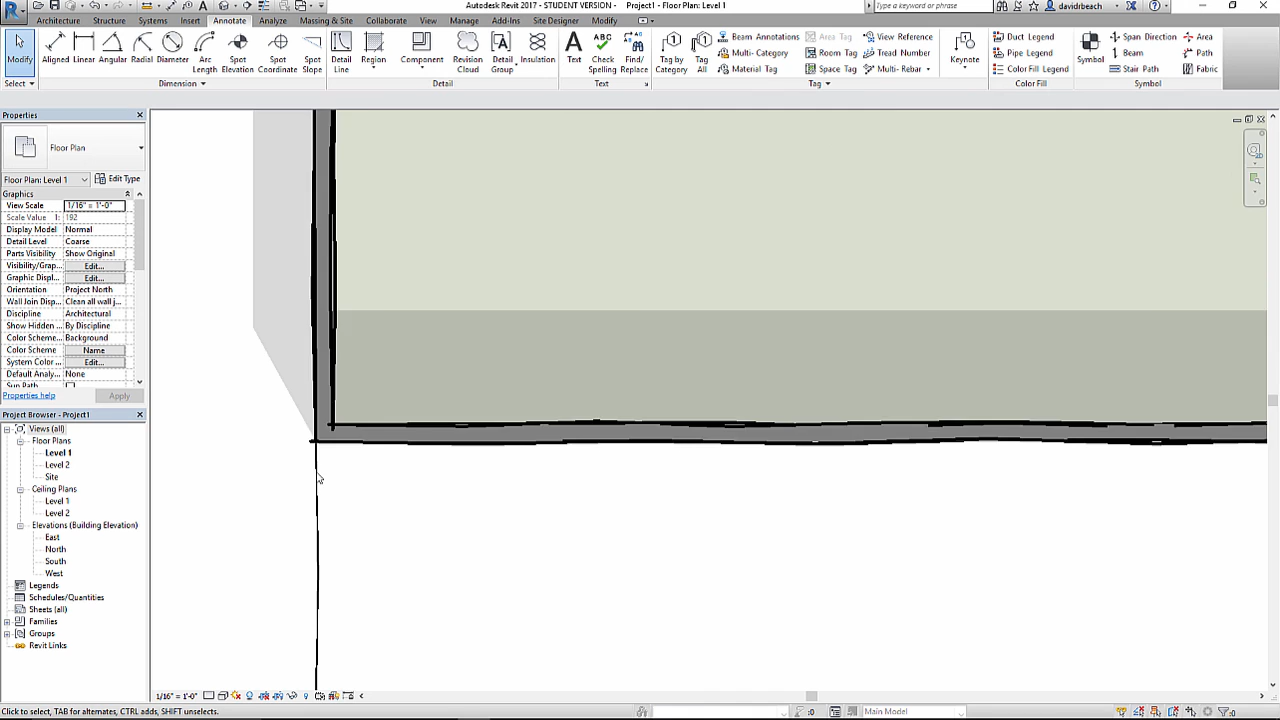 Autodesk Revit 2017 - STUDENT VERSION - Project1 - Floor Plan: Level 1
Type a keyword or phrase
davidrbeach
Architecture Structure Systems Insert Annotate Analyze Massing & Site Collaborate View Manage Add-Ins Site Designer Modify
Modify
Aligned Linear Angular Radial Diameter Arc Length Spot Elevation Spot Coordinate Spot Slope
Detail Line Region Component Revision Cloud Detail Group Insulation
Text Check Spelling Find/ Replace
Tag by Category Tag All
Beam Annotations Area Tag View Reference
Multi- Category Room Tag Tread Number
Material Tag Space Tag Multi- Rebar
Keynote
Duct Legend
Pipe Legend
Color Fill Legend
Symbol
Span Direction Area
Beam Path
Stair Path Fabric
Select Dimension Detail Text Tag Color Fill Symbol
Properties
Floor Plan
Floor Plan: Level 1 Edit Type
Graphics
View Scale 1/16" = 1'-0"
Scale Value 1: 192
Display Model Normal
Detail Level Coarse
Parts Visibility Show Original
Visibility/Grap... Edit...
Graphic Displ... Edit...
Orientation Project North
Wall Join Disp... Clean all wall j...
Discipline Architectural
Show Hidden ... By Discipline
Color Scheme... Background
Color Scheme Name
System Color ... Edit...
Default Analy... None
Sun Path
Properties help Apply
Project Browser - Project1
Views (all)
Floor Plans
Level 1
Level 2
Site
Ceiling Plans
Level 1
Level 2
Elevations (Building Elevation)
East
North
South
West
Legends
Schedules/Quantities
Sheets (all)
Families
Groups
Revit Links
1/16" = 1'-0"
Click to select, TAB for alternates, CTRL adds, SHIFT unselects.
:0
Main Model
:0